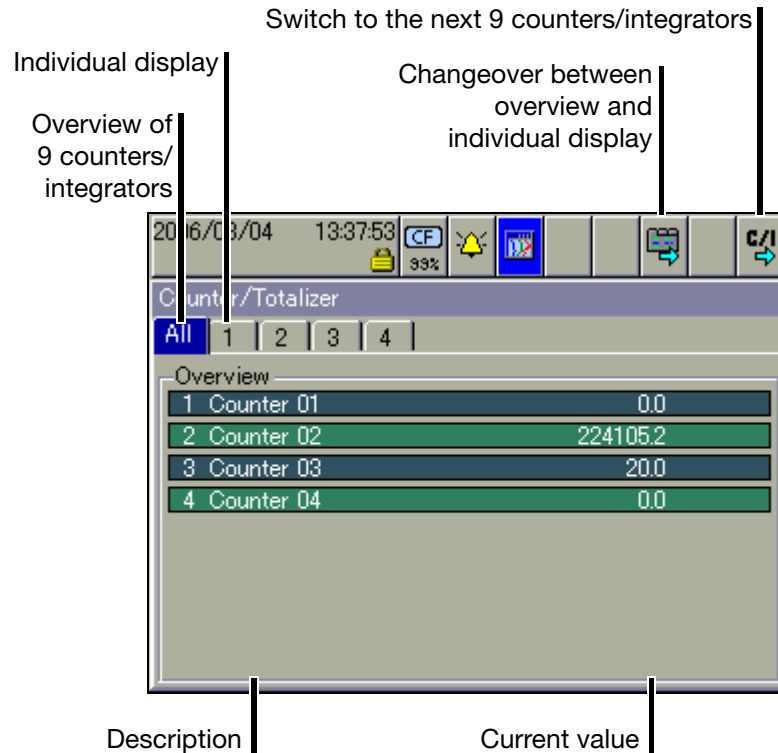 Switch to the next 9 counters/integrators
Individual display
Changeover between
overview and
individual display
Overview of
9 counters/
integrators
13:37:53
CF
99%
C/I
Counter/Totalizer
All 1 2 3 4
Overview
1 Counter 01 0.0
2 Counter 02 224105.2
3 Counter 03 20.0
4 Counter 04 0.0
Description
Current value